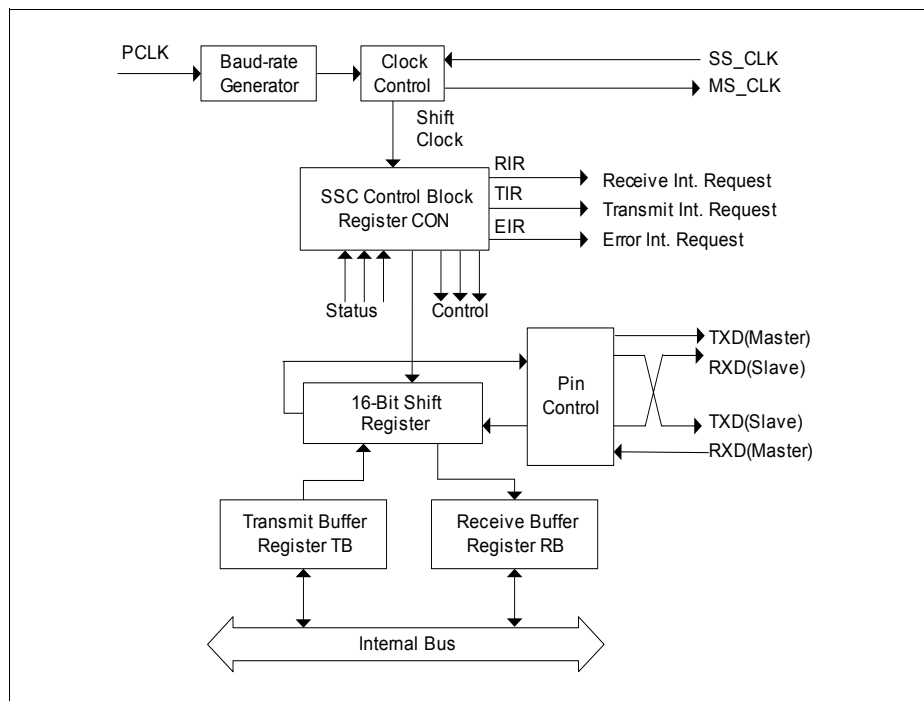 PCLK
Baud-rate
Generator
Clock
Control
SS_CLK
MS_CLK
Shift
Clock
SSC Control Block
Register CON
RIR
TIR
EIR
Receive Int. Request
Transmit Int. Request
Error Int. Request
Status
Control
16-Bit Shift
Register
Pin
Control
TXD(Master)
RXD(Slave)
TXD(Slave)
RXD(Master)
Transmit Buffer
Register TB
Receive Buffer
Register RB
Internal Bus